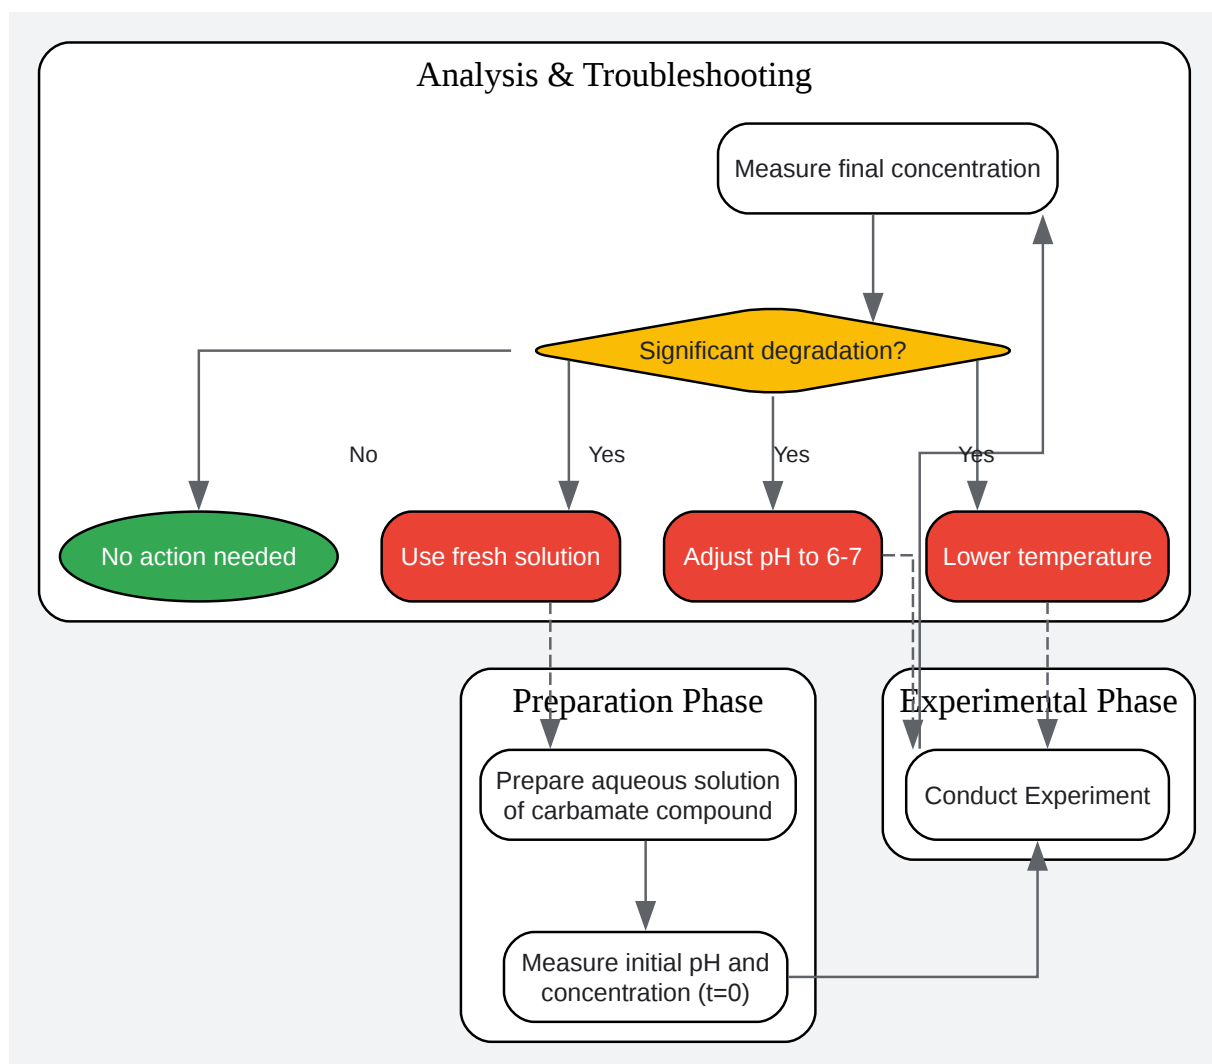 Analysis & Troubleshooting
Measure final concentration
Significant degradation?
No
Yes
Yes
Yes
No action needed
Use fresh solution
Adjust pH to 6-7
Lower temperature
Preparation Phase
Experimental Phase
Prepare aqueous solution
of carbamate compound
Conduct Experiment
Measure initial pH and
concentration (t=0)